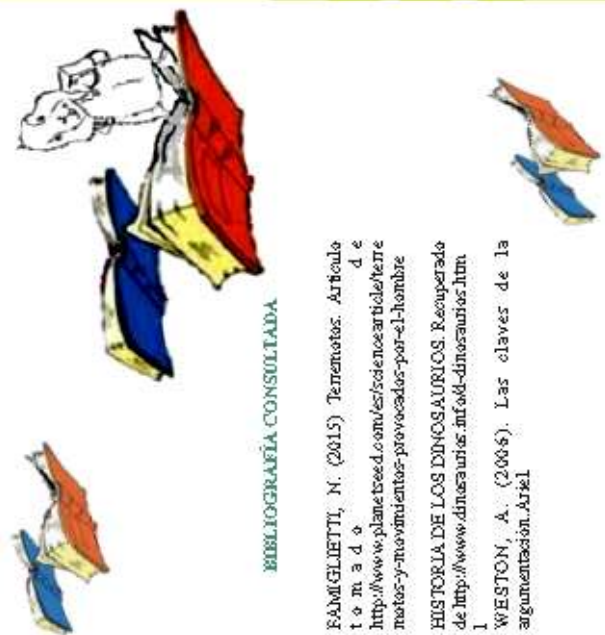 BIBLIOGRAFÍA CONSULTADA
FAMIGLIETTI, N. (2015) Terremotos. Artículo
tomado de
http://www.planetseed.com/es/sciencearticle/terre
motos-y-movimientos-provocados-por-el-hombre
HISTORIA DE LOS DINOSAURIOS. Recuperado
de http://www.dinosaurios.info/d-dinosaurios.htm
l
WESTON, A. (2006). Las claves de la
argumentación. Ariel